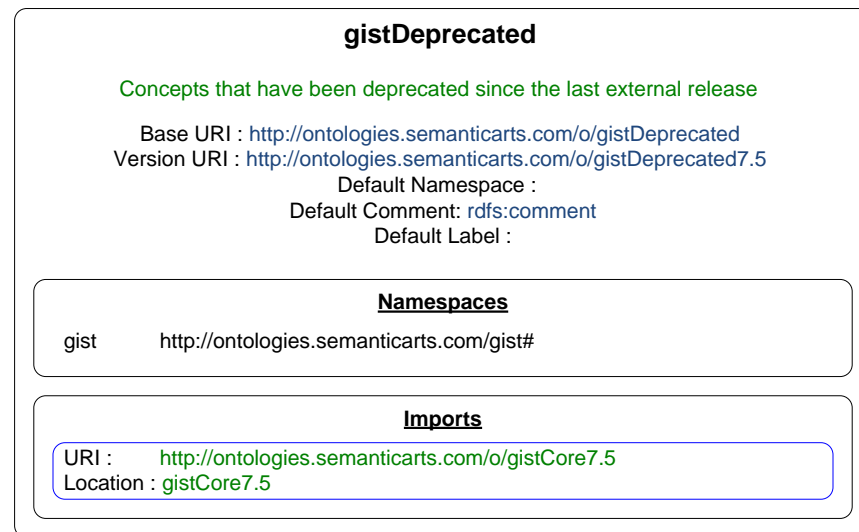 gistDeprecated
Concepts that have been deprecated since the last external release
Base URI : http://ontologies.semanticarts.com/o/gistDeprecated
Version URI : http://ontologies.semanticarts.com/o/gistDeprecated7.5
Default Namespace :
Default Comment: rdfs:comment
Default Label :
Namespaces
gist http://ontologies.semanticarts.com/gist#
Imports
URI : http://ontologies.semanticarts.com/o/gistCore7.5
Location : gistCore7.5